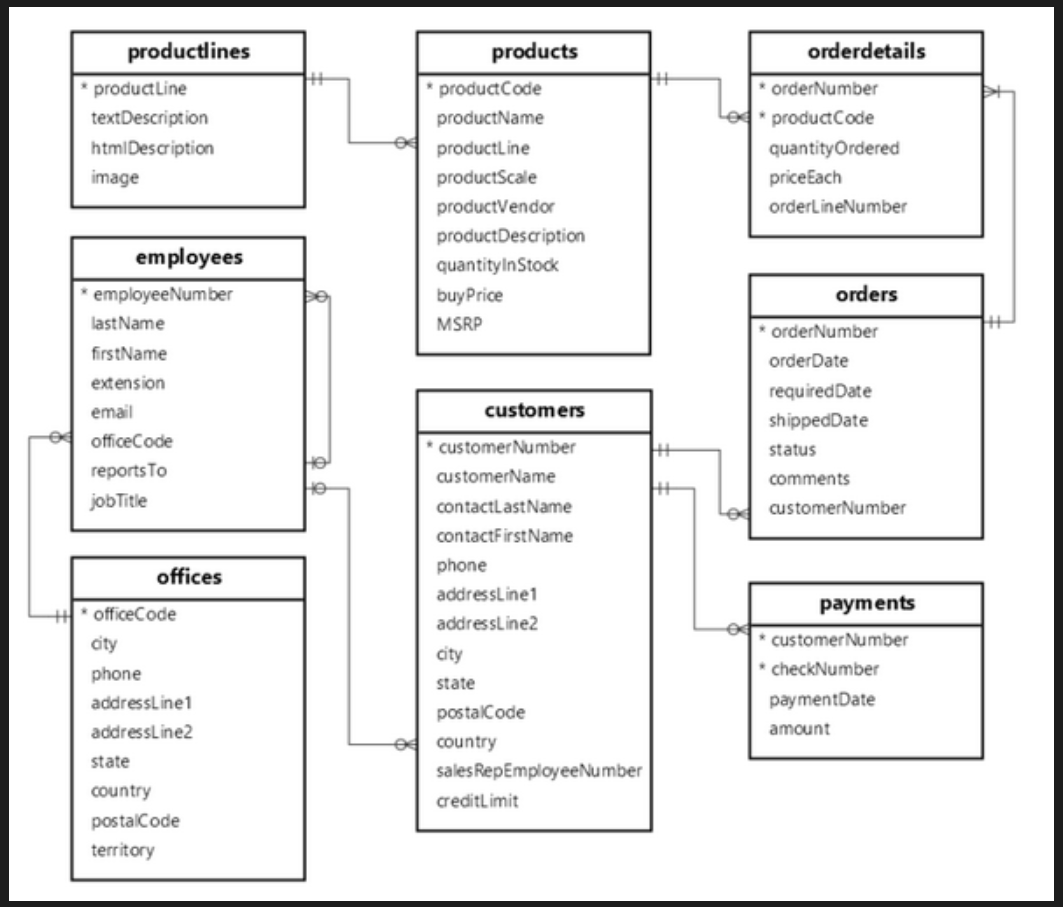 productlines
* productLine
textDescription
htmlDescription
image
products
* productCode
productName
productLine
productScale
productVendor
productDescription
quantityInStock
buyPrice
MSRP
orderdetails
* orderNumber
* productCode
quantityOrdered
priceEach
orderLineNumber
employees
* employeeNumber
lastName
firstName
extension
email
officeCode
reportsTo
jobTitle
customers
* customerNumber
customerName
contactLastName
contactFirstName
phone
addressLine1
addressLine2
city
state
postalCode
country
salesRepEmployeeNumber
creditLimit
orders
* orderNumber
orderDate
requiredDate
shippedDate
status
comments
customerNumber
offices
* officeCode
city
phone
addressLine1
addressLine2
state
country
postalCode
territory
payments
* customerNumber
* checkNumber
paymentDate
amount